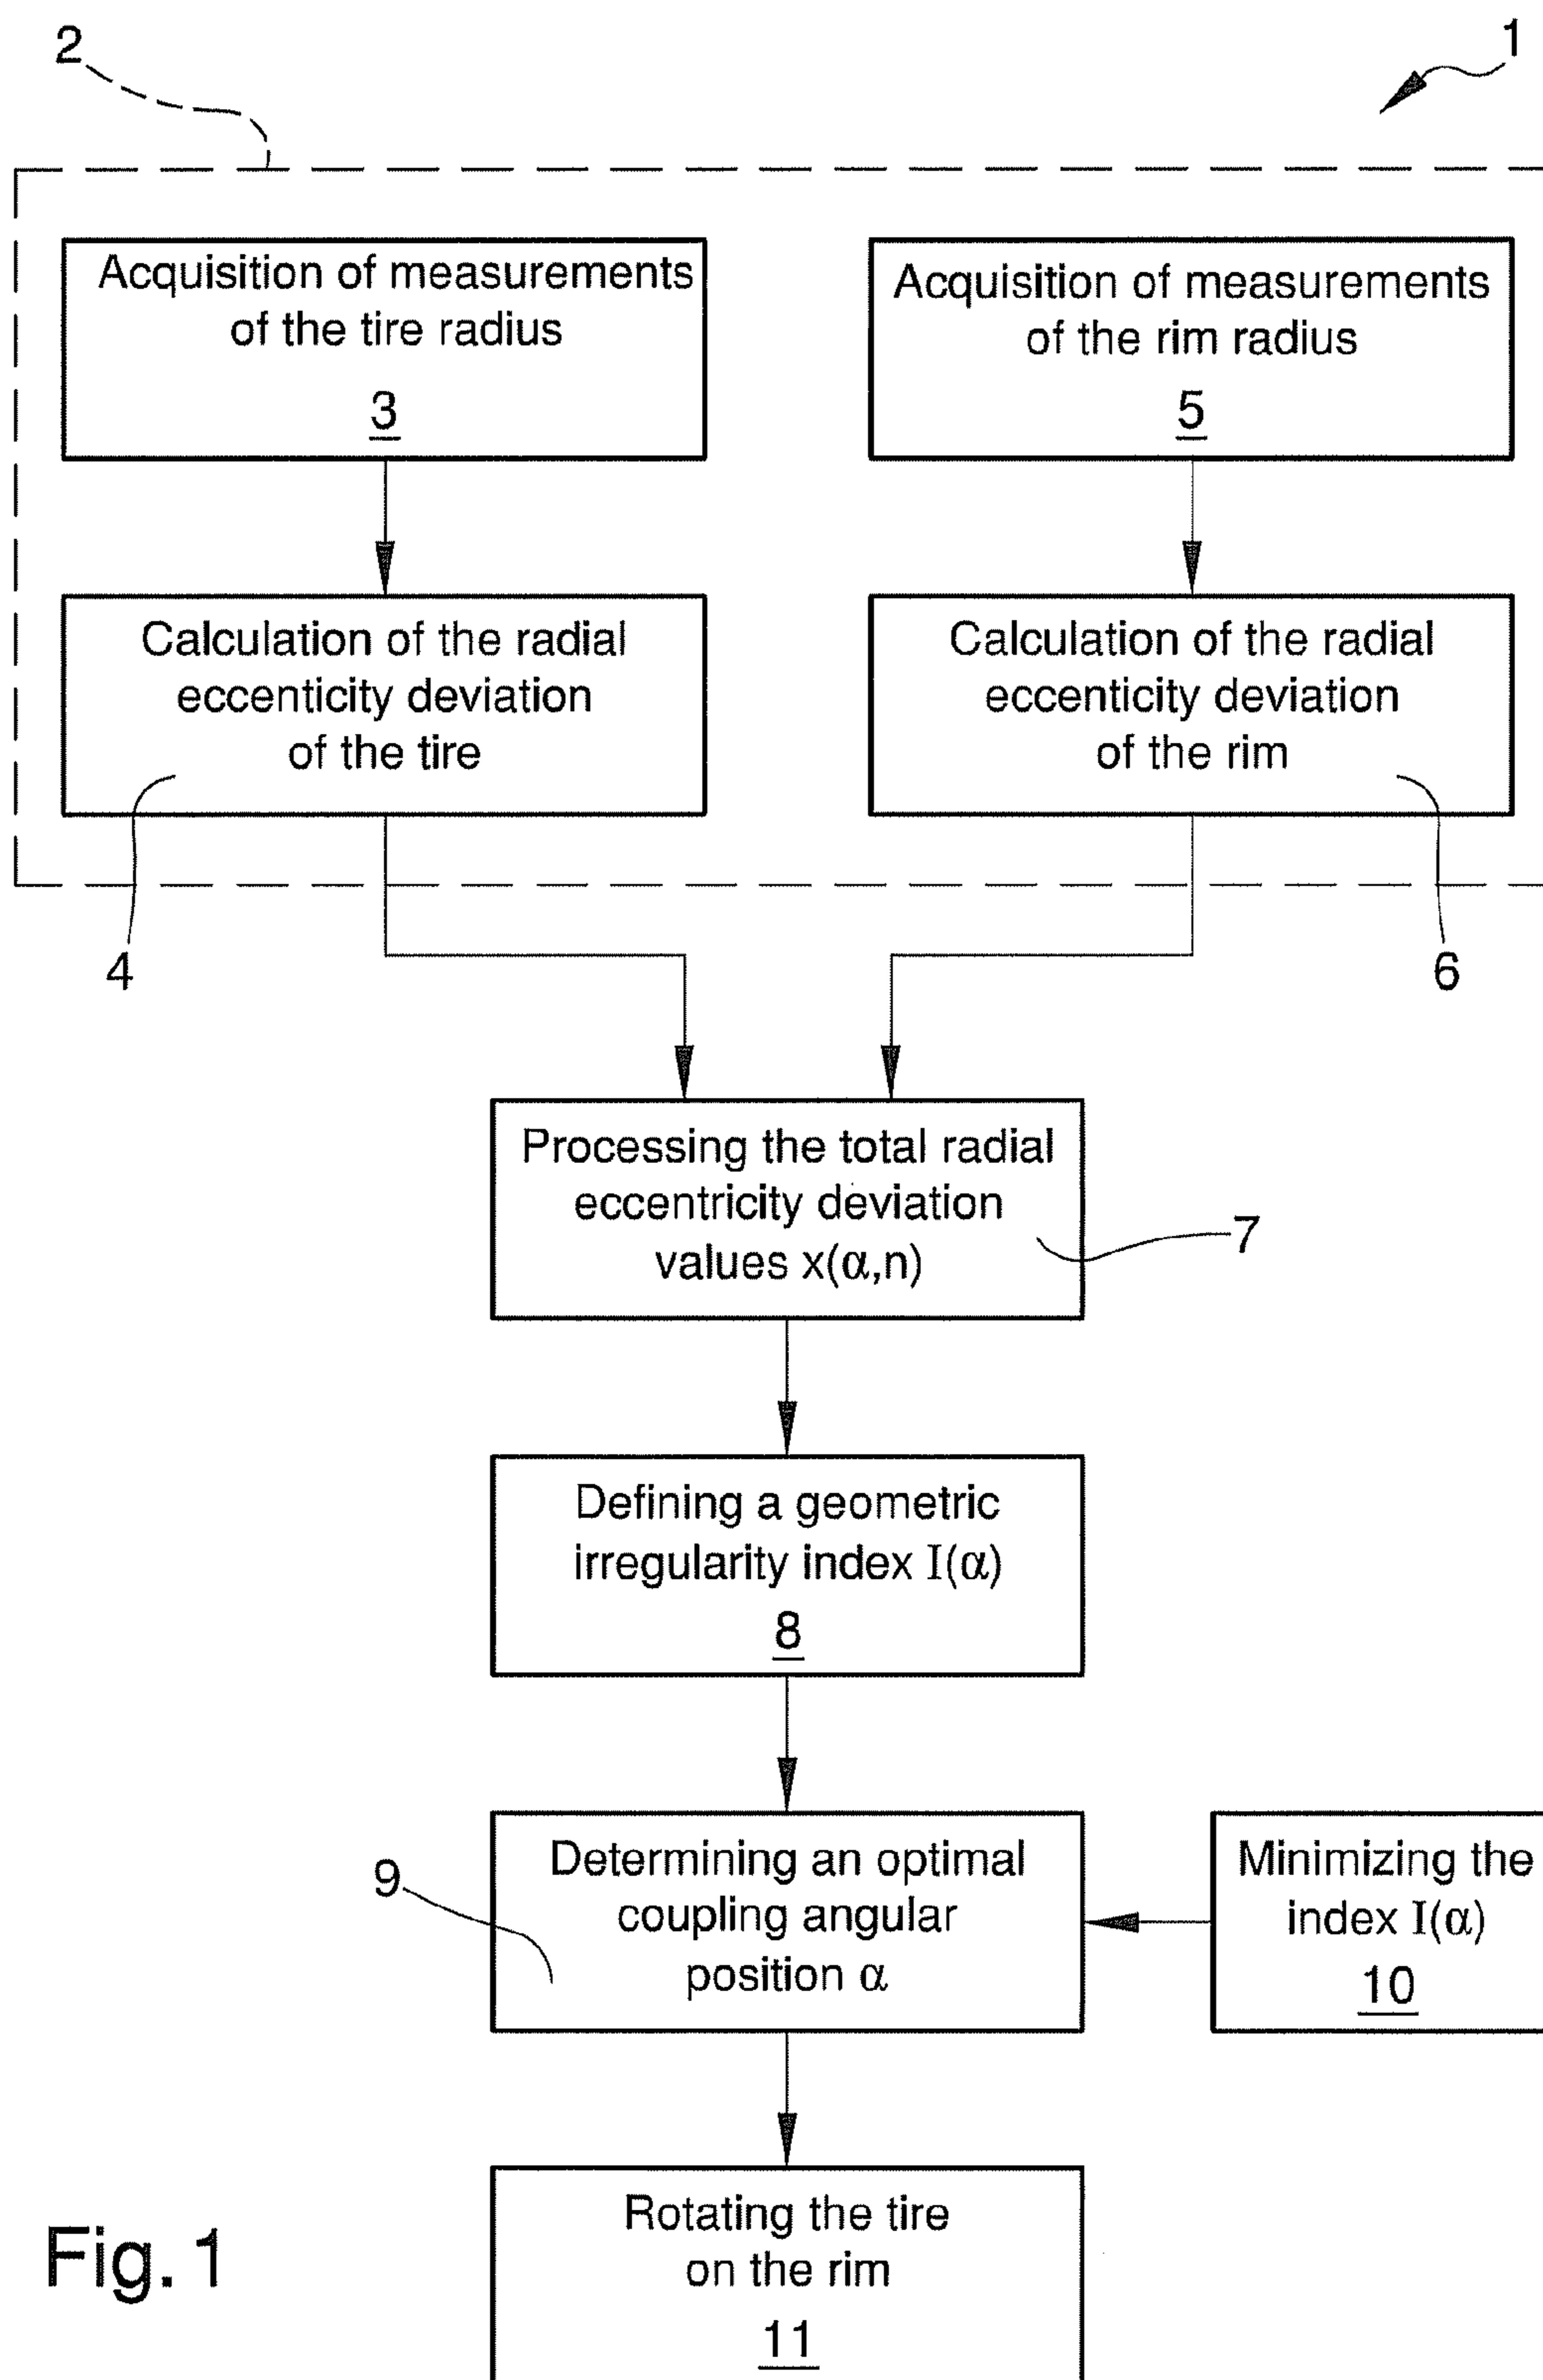 2
1
Acquisition of measurements
of the tire radius
3
Acquisition of measurements
of the rim radius
5
Calculation of the radial
eccenticity deviation
of the tire
Calculation of the radial
eccenticity deviation
of the rim
4
6
Processing the total radial
eccentricity deviation
values x(α,n)
7
Defining a geometric
irregularity index I(α)
8
9
Determining an optimal
coupling angular
position α
Minimizing the
index I(α)
10
Rotating the tire
on the rim
11
Fig. 1